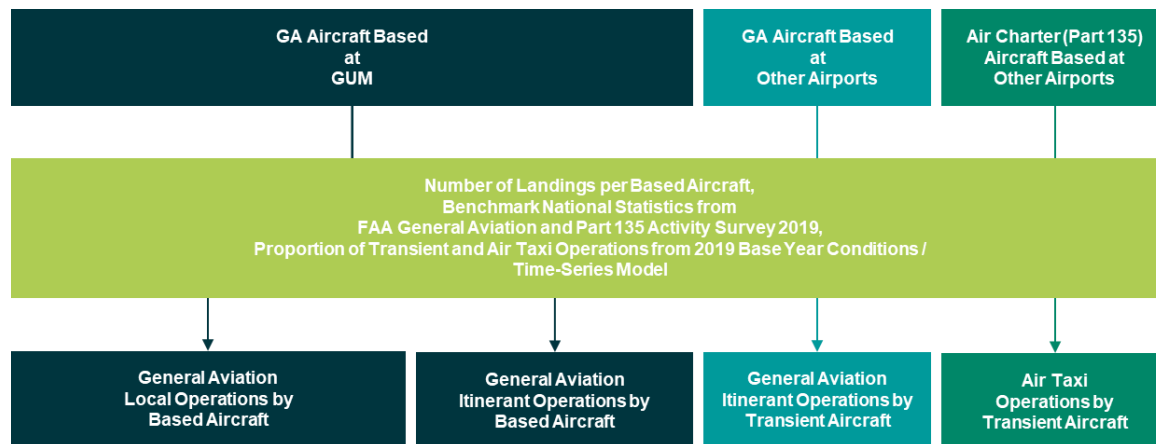 GA Aircraft Based
at
GUM
GA Aircraft Based
at
Other Airports
Air Charter (Part 135)
Aircraft Based at
Other Airports
Number of Landings per Based Aircraft,
Benchmark National Statistics from
FAA General Aviation and Part 135 Activity Survey 2019,
Proportion of Transient and Air Taxi Operations from 2019 Base Year Conditions /
Time-Series Model
General Aviation
Local Operations by
Based Aircraft
General Aviation
Itinerant Operations by
Based Aircraft
General Aviation
Itinerant Operations by
Transient Aircraft
Air Taxi
Operations by
Transient Aircraft